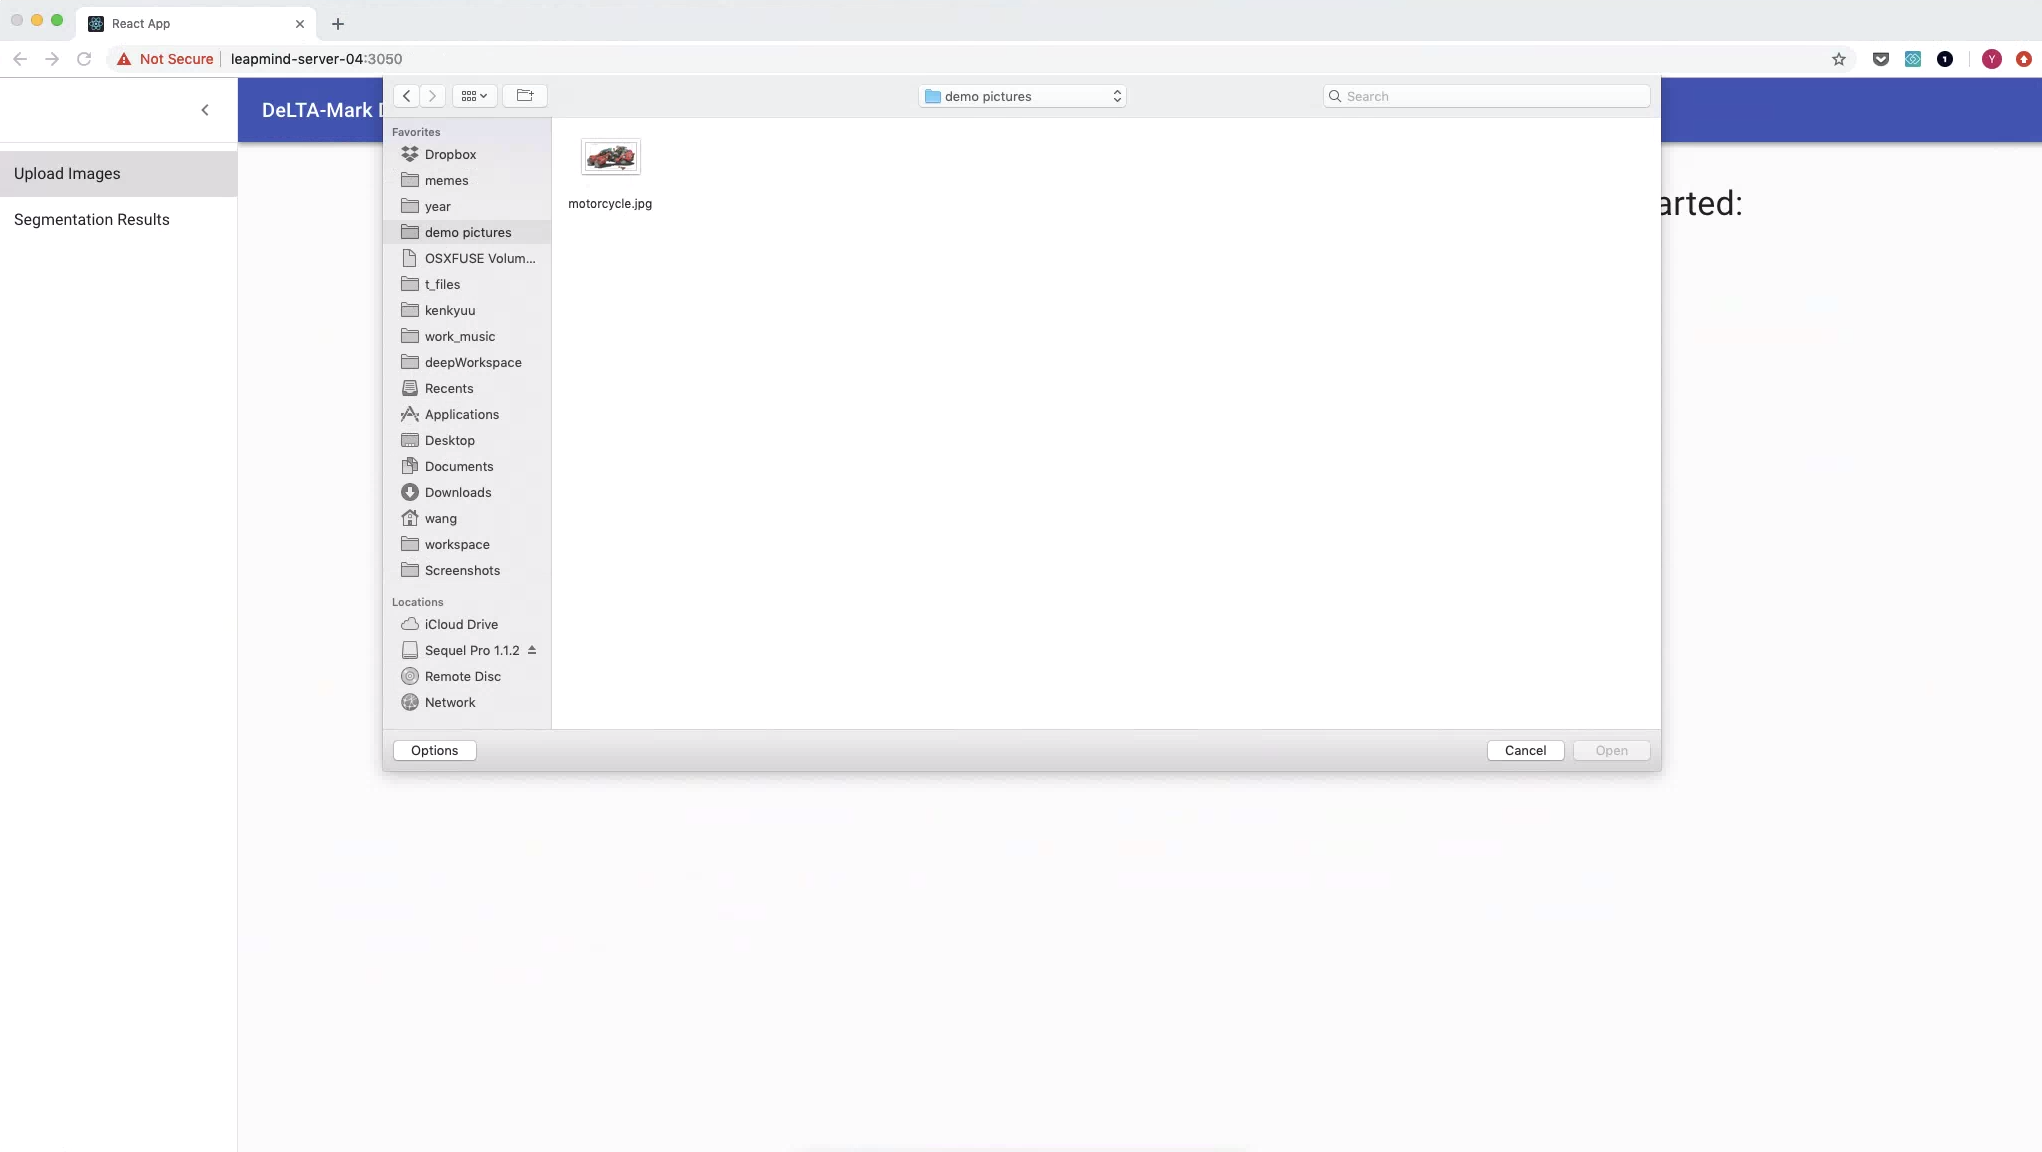 React App
Not Secure
leapmind-server-04:3050
DeLTA-Mark
Upload Images
Segmentation Results
demo pictures
Search
Favorites
Dropbox
memes
year
demo pictures
OSXFUSE Volum...
t_files
kenkyuu
work_music
deepWorkspace
Recents
Applications
Desktop
Documents
Downloads
wang
workspace
Screenshots
Locations
iCloud Drive
Sequel Pro 1.1.2
Remote Disc
Network
motorcycle.jpg
arted:
Options
Cancel
Open
Y